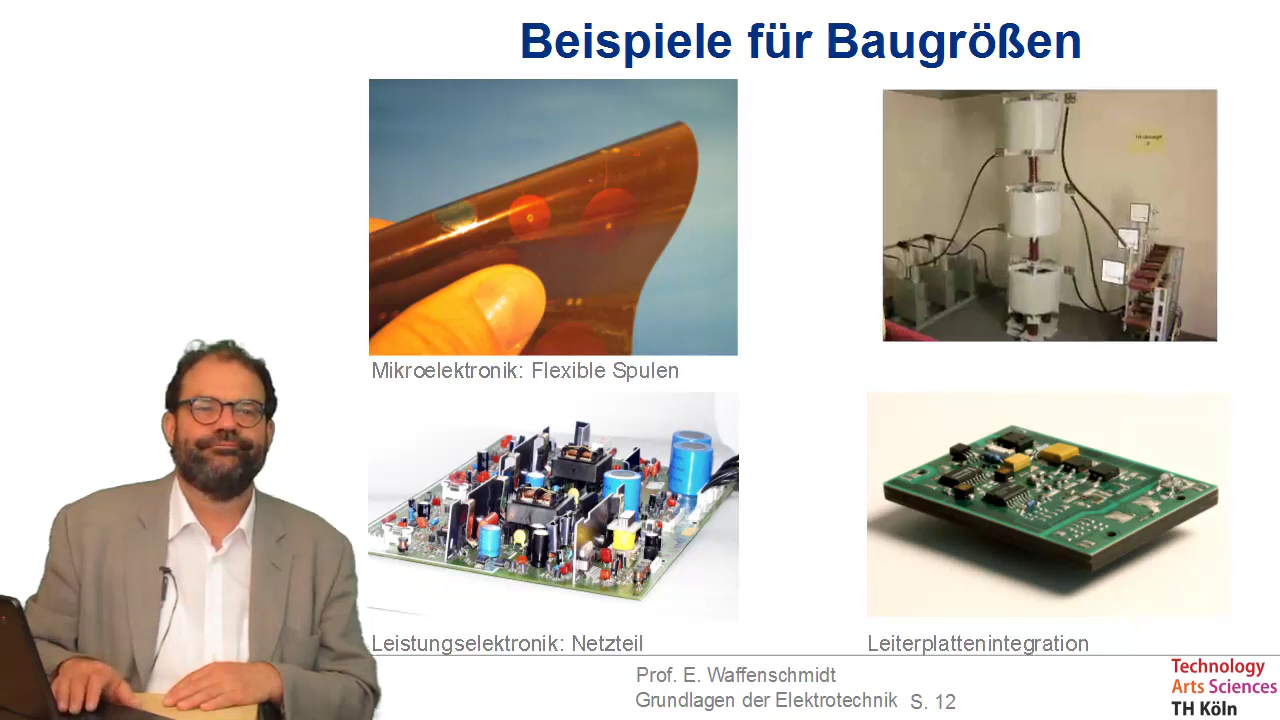 Beispiele für Baugrößen
Mikroelektronik: Flexible Spulen
Leistungselektronik: Netzteil
Leiterplattenintegration
Prof. E. Waffenschmidt
Grundlagen der Elektrotechnik S. 12
Technology
Arts Sciences
TH Köln